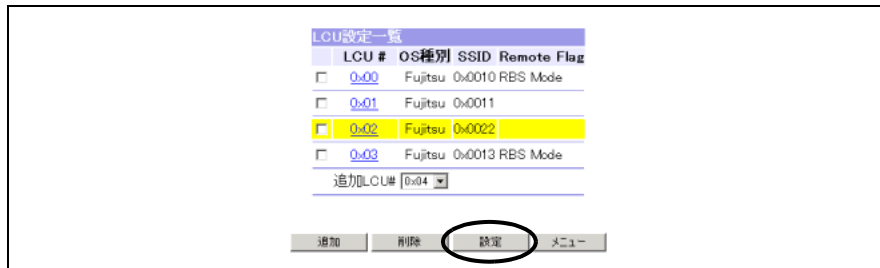 LCU設定一覧
LCU # OS種別 SSID Remote Flag
0x00 Fujitsu 0x0010 RBS Mode
0x01 Fujitsu 0x0011
0x02 Fujitsu 0x0022
0x03 Fujitsu 0x0013 RBS Mode
追加LCU# 0x04
追加 削除 設定 メニュー